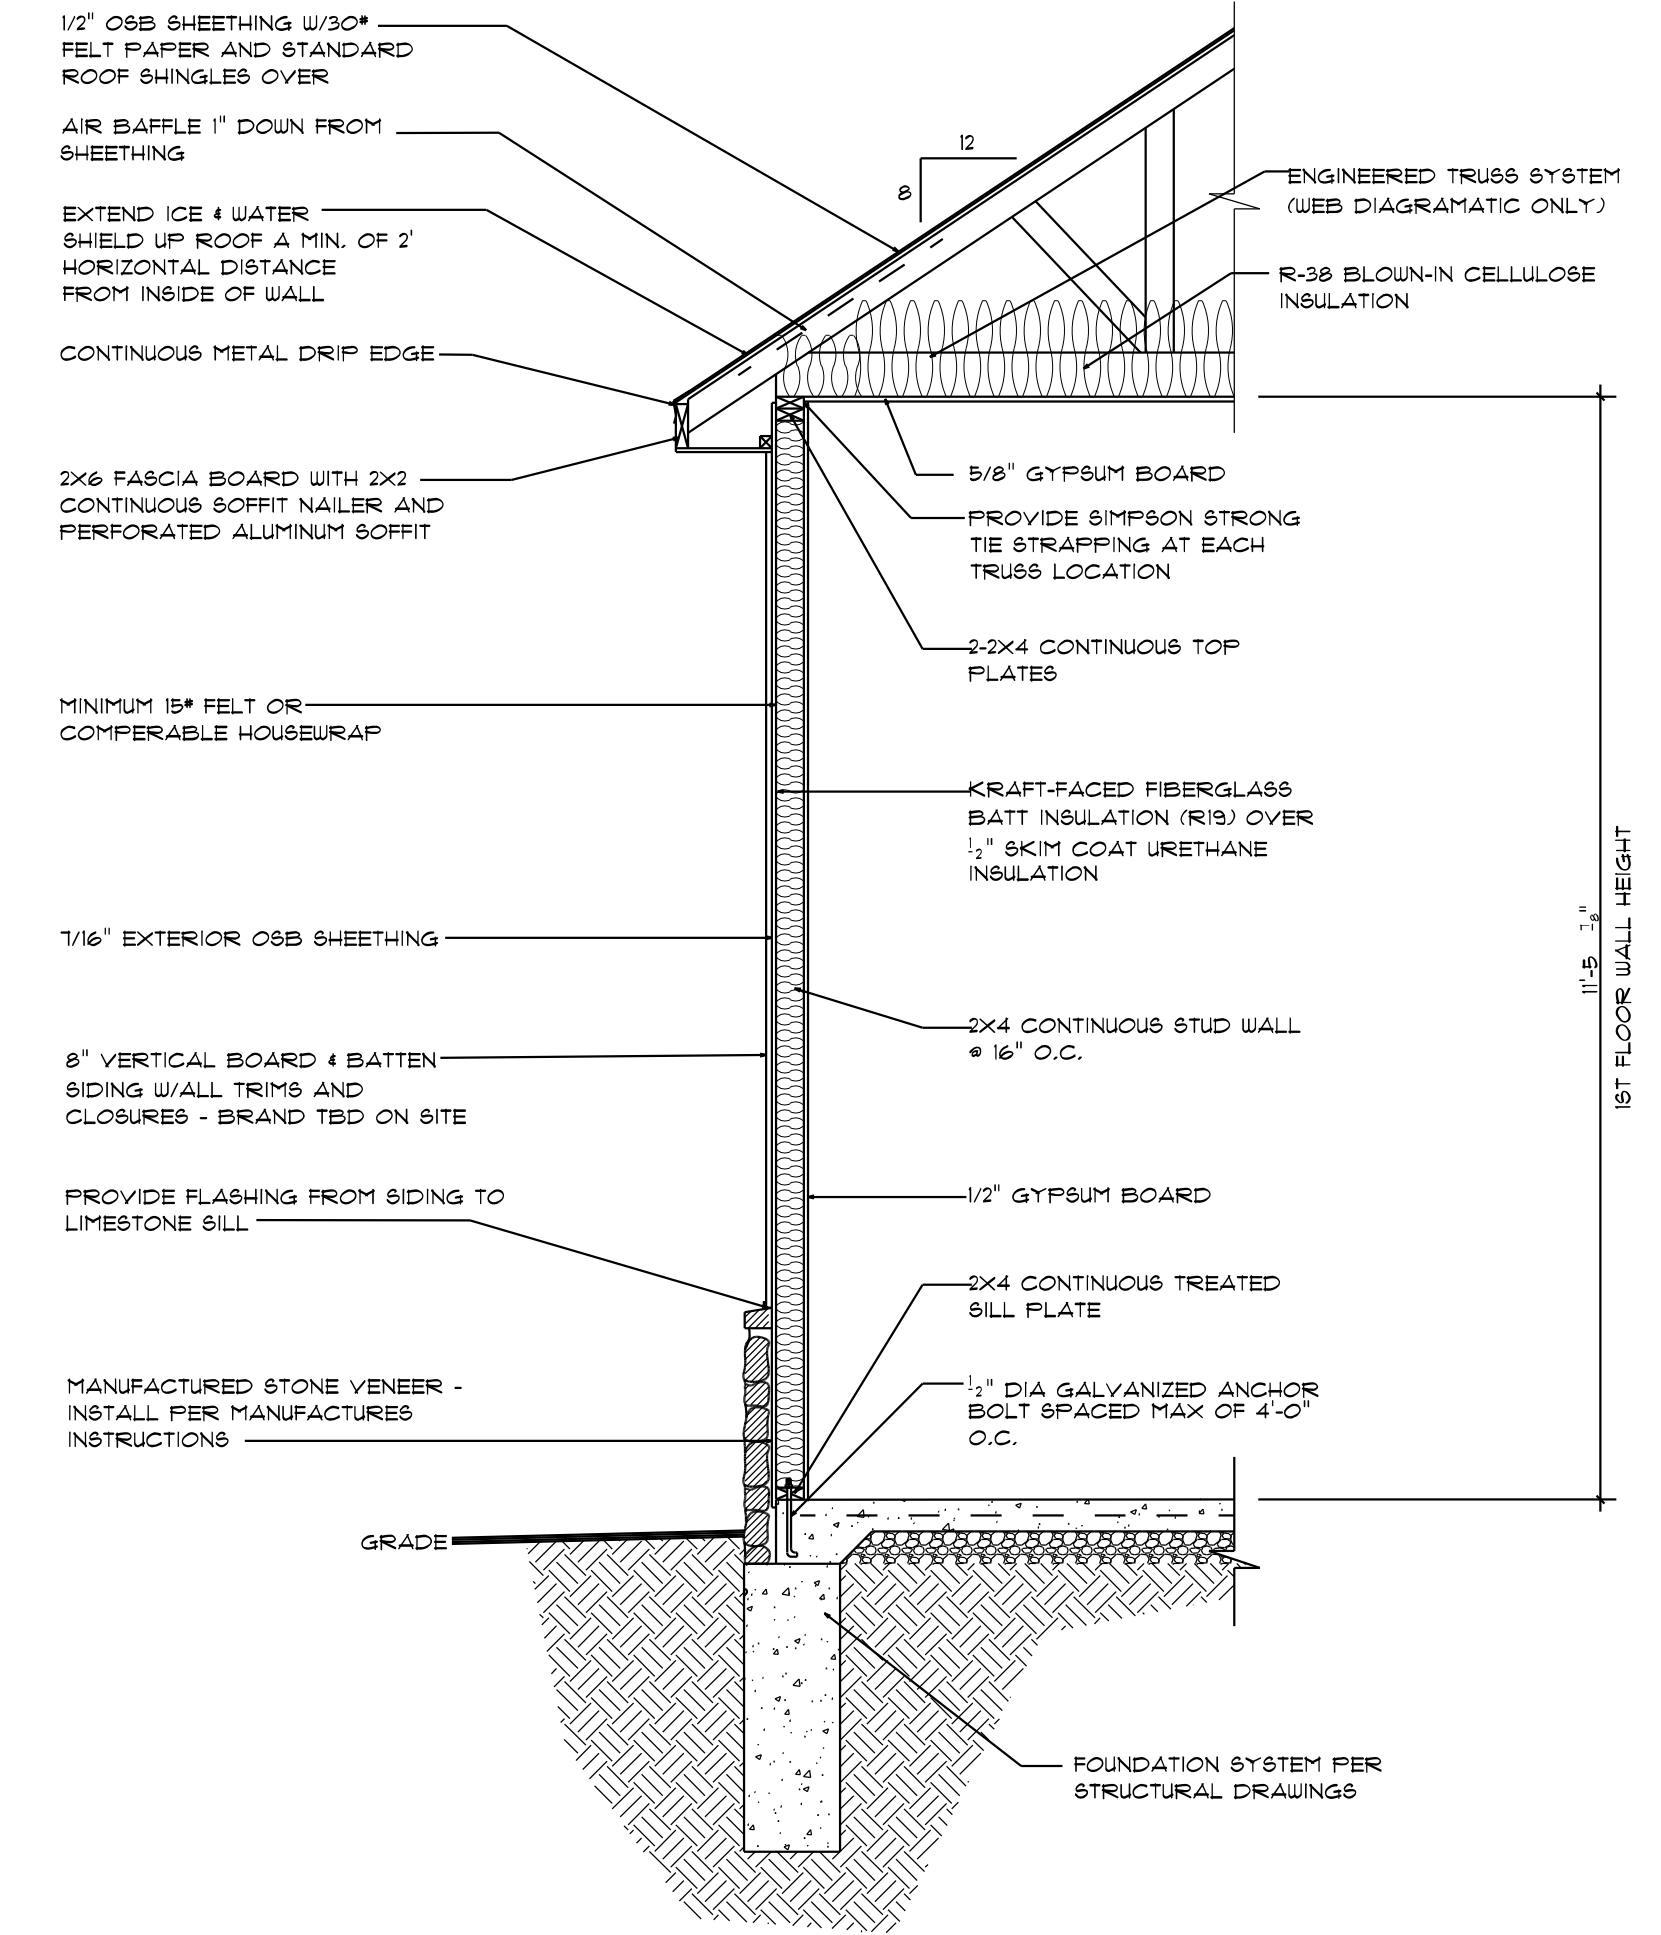 1/2" OSB SHEETHING W/30#
FELT PAPER AND STANDARD
ROOF SHINGLES OVER
AIR BAFFLE 1" DOWN FROM
SHEETHING
EXTEND ICE & WATER
SHIELD UP ROOF A MIN. OF 2'
HORIZONTAL DISTANCE
FROM INSIDE OF WALL
CONTINUOUS METAL DRIP EDGE
2X6 FASCIA BOARD WITH 2X2
CONTINUOUS SOFFIT NAILER AND
PERFORATED ALUMINUM SOFFIT
MINIMUM 15# FELT OR
COMPERABLE HOUSEWRAP
7/16" EXTERIOR OSB SHEETHING
8" VERTICAL BOARD & BATTEN
SIDING W/ALL TRIMS AND
CLOSURES - BRAND TBD ON SITE
PROVIDE FLASHING FROM SIDING TO
LIMESTONE SILL
MANUFACTURED STONE VENEER -
INSTALL PER MANUFACTURES
INSTRUCTIONS
GRADE
12
8
ENGINEERED TRUSS SYSTEM
(WEB DIAGRAMATIC ONLY)
R-38 BLOWN-IN CELLULOSE
INSULATION
5/8" GYPSUM BOARD
PROVIDE SIMPSON STRONG
TIE STRAPPING AT EACH
TRUSS LOCATION
2-2X4 CONTINUOUS TOP
PLATES
KRAFT-FACED FIBERGLASS
BATT INSULATION (R19) OVER
1/2" SKIM COAT URETHANE
INSULATION
2X4 CONTINUOUS STUD WALL
@ 16" O.C.
1/2" GYPSUM BOARD
2X4 CONTINUOUS TREATED
SILL PLATE
1/2" DIA GALVANIZED ANCHOR
BOLT SPACED MAX OF 4'-0"
O.C.
FOUNDATION SYSTEM PER
STRUCTURAL DRAWINGS
11'-5 7/8"
1ST FLOOR WALL HEIGHT